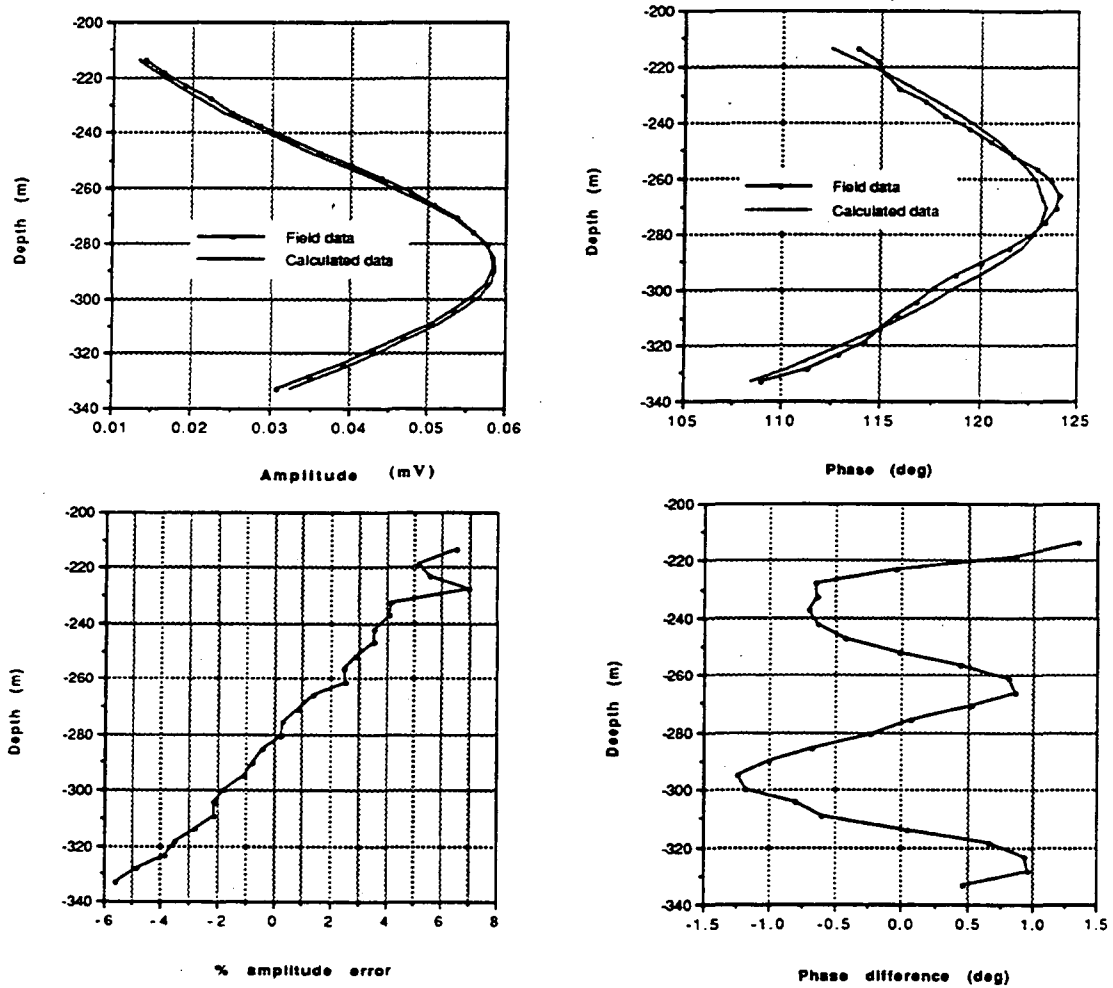 -200
-220
-240
-260
-280
-300
-320
-340
Depth (m)
Field data
Calculated data
0.01 0.02 0.03 0.04 0.05 0.06
Amplitude (mV)
-200
-220
-240
-260
-280
-300
-320
-340
Depth (m)
Field data
Calculated data
105 110 115 120 125
Phase (deg)
-200
-220
-240
-260
-280
-300
-320
-340
Depth (m)
-6 -4 -2 0 2 4 6 8
% amplitude error
-200
-220
-240
-260
-280
-300
-320
-340
Deepth (m)
-1.5 -1.0 -0.5 0.0 0.5 1.0 1.5
Phase difference (deg)